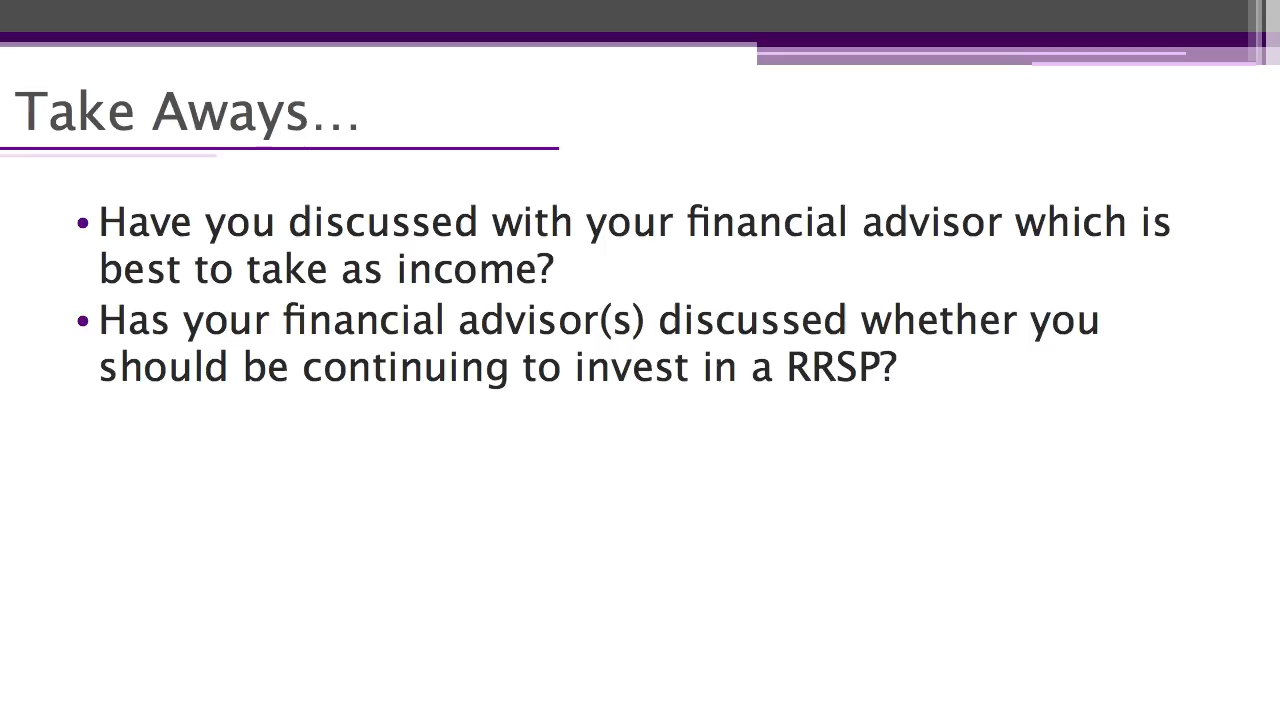 Take Aways…
• Have you discussed with your financial advisor which is
best to take as income?
• Has your financial advisor(s) discussed whether you
should be continuing to invest in a RRSP?